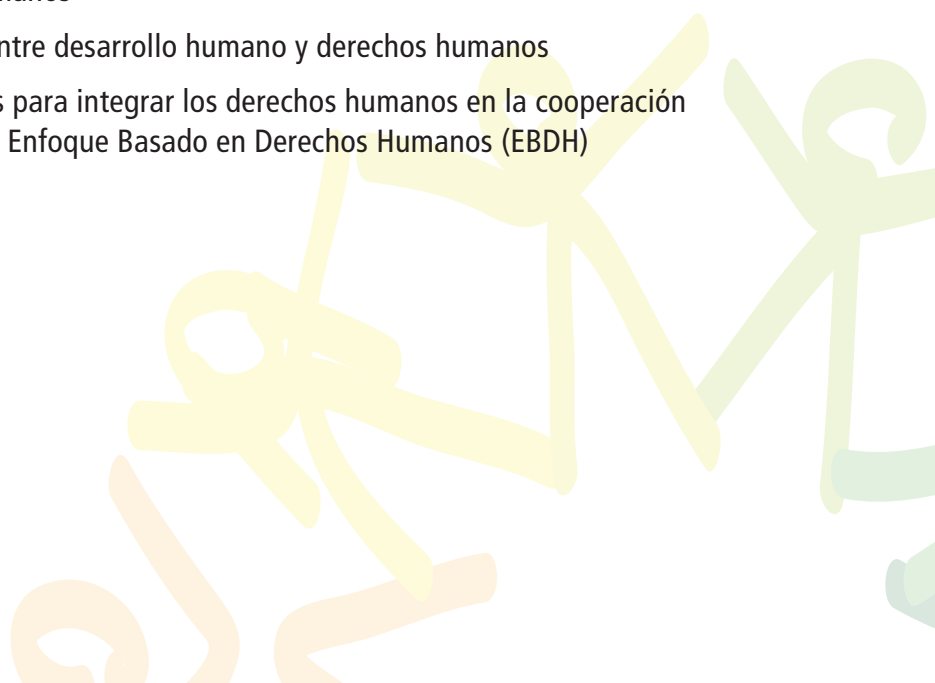 ntre desarrollo humano y derechos humanos
s para integrar los derechos humanos en la cooperación
Enfoque Basado en Derechos Humanos (EBDH)